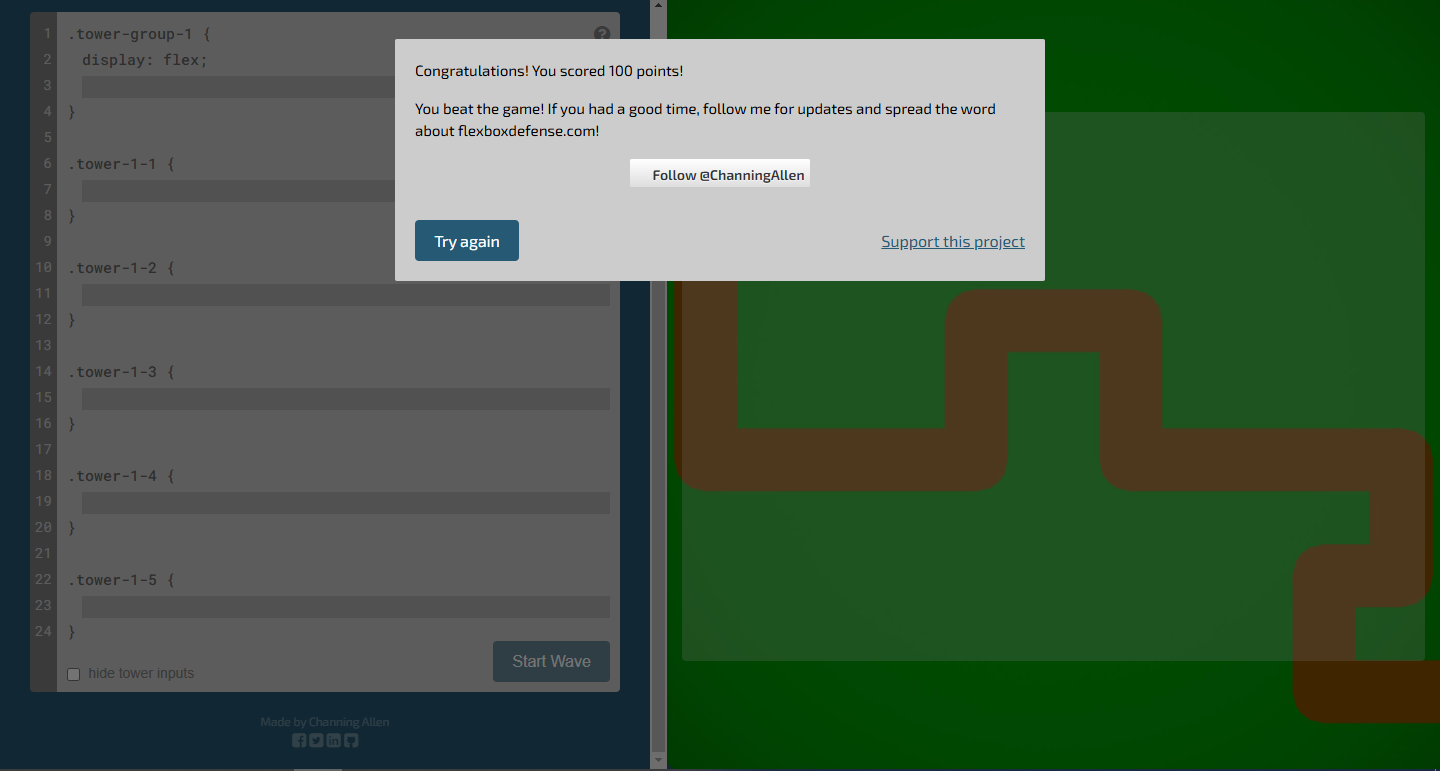 1 .tower-group-1 {
?
2 display: flex;
3
4 }
5
6 .tower-1-1 {
7
8 }
9
10 .tower-1-2 {
11
12 }
13
14 .tower-1-3 {
15
16 }
17
18 .tower-1-4 {
19
20 }
21
22 .tower-1-5 {
23
24 }
hide tower inputs
Start Wave
Made by Channing Allen
Congratulations! You scored 100 points!
You beat the game! If you had a good time, follow me for updates and spread the word
about flexboxdefense.com!
Follow @ChanningAllen
Try again
Support this project